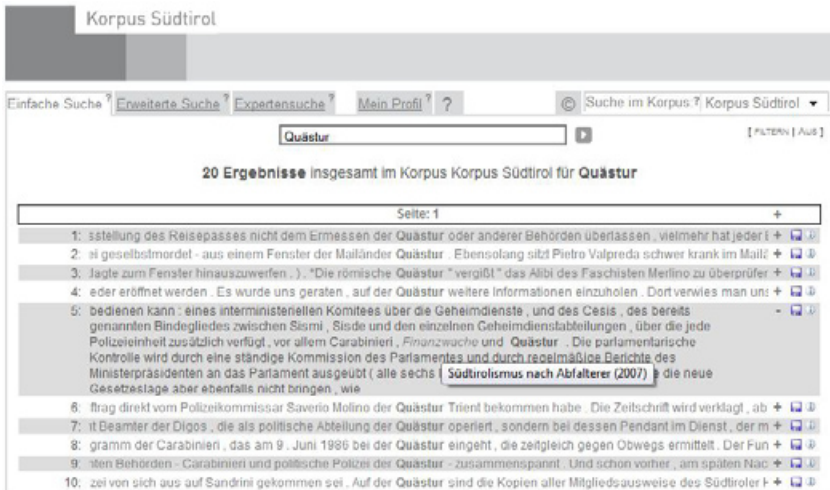 Korpus Südtirol
Einfache Suche ? Erweiterte Suche ? Expertensuche ? Mein Profil ? ? © Suche im Korpus ? Korpus Südtirol
Quästur
[ FILTERN | AUS ]
20 Ergebnisse insgesamt im Korpus Korpus Südtirol für Quästur
Seite: 1 +
1: sstellung des Reisepasses nicht dem Ermessen der Quästur oder anderer Behörden überlassen , vielmehr hat jeder +
2: ei geselbstmordet - aus einem Fenster der Mailänder Quästur . Ebensolang sitzt Pietro Valpreda schwer krank im Mail +
3: lagte zum Fenster hinauszuwerfen . ) . "Die römische Quästur " vergißt " das Alibi des Faschisten Merlino zu überprüfer +
4: eder eröffnet werden . Es wurde uns geraten , auf der Quästur weitere Informationen einzuholen . Dort verwies man uns +
5: bedienen kann : eines interministeriellen Komitees über die Geheimdienste , und des Cesis , des bereits -
genannten Bindegliedes zwischen Sismi , Sisde und den einzelnen Geheimdienstabteilungen , über die jede
Polizeieinheit zusätzlich verfügt , vor allem Carabinieri , Finanzwache und Quästur . Die parlamentarische
Kontrolle wird durch eine ständige Kommission des Parlamentes und durch regelmäßige Berichte des
Ministerpräsidenten an das Parlament ausgeübt ( alle sechs Südtirolismus nach Abfalterer (2007) e die neue
Gesetzeslage aber ebenfalls nicht bringen , wie
6: ftrag direkt vom Polizeikommissar Saverio Molino der Quästur Trient bekommen habe . Die Zeitschrift wird verklagt , ab +
7: it Beamter der Digos , die als politische Abteilung der Quästur operiert , sondern bei dessen Pendant im Dienst , der m +
8: gramm der Carabinieri , das am 9 . Juni 1986 bei der Quästur eingeht , die zeitgleich gegen Obwegs ermittelt . Der Fun +
9: nten Behörden - Carabinieri und politische Polizei der Quästur - zusammenspannt . Und schon vorher , am späten Nac +
10: zei von sich aus auf Sandrini gekommen sei . Auf der Quästur sind die Kopien aller Mitgliedsausweise des Südtiroler +